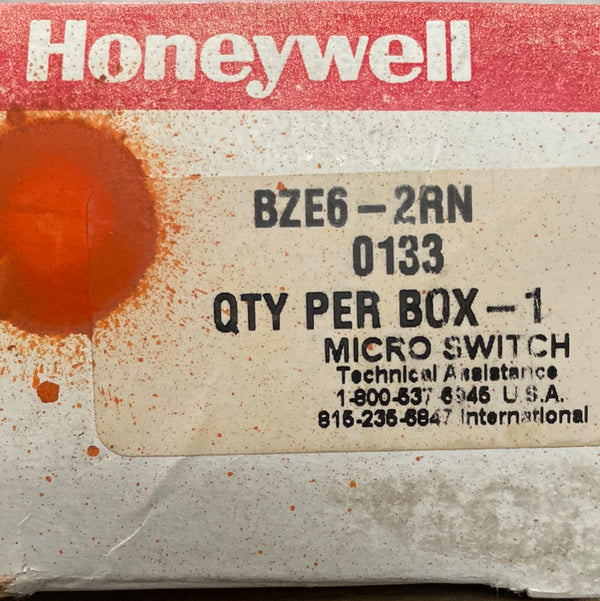 Honeywell
BZE6-2RN
0133
QTY PER BOX-1
MICRO SWITCH
Technical Assistance
1-800-537-6945 U.S.A.
815-235-6847 International